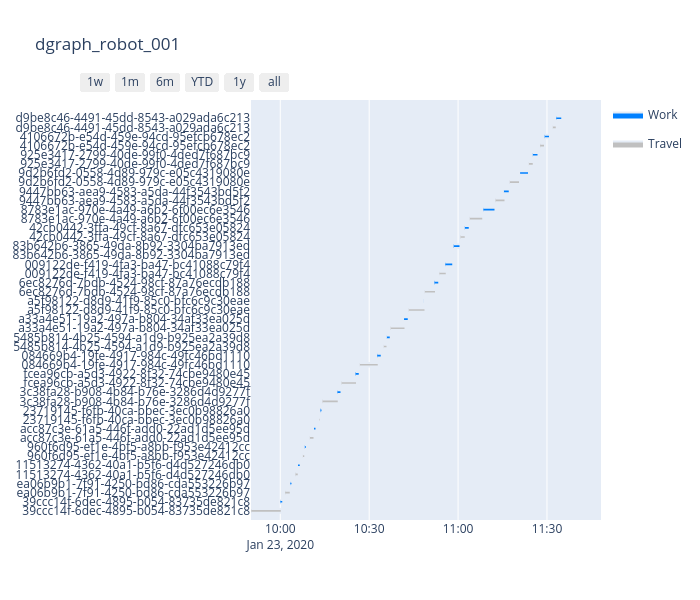 dgraph_robot_001
1w 1m 6m YTD 1y all
d9be8c46-4491-45dd-8543-a029ada6c213
d9be8c46-4491-45dd-8543-a029ada6c213
4106672b-e54d-459e-94cd-95efcb678ec2
4106672b-e54d-459e-94cd-95efcb678ec2
925e3417-2799-40de-99f0-4ded7f687bc9
925e3417-2799-40de-99f0-4ded7f687bc9
9d2b6fd2-0558-4d89-979c-e05c4319080e
9d2b6fd2-0558-4d89-979c-e05c4319080e
9447bb63-aea9-4583-a5da-44f3543bd5f2
9447bb63-aea9-4583-a5da-44f3543bd5f2
8783e1ac-970e-4a49-a6b2-6f00ec6e3546
8783e1ac-970e-4a49-a6b2-6f00ec6e3546
42cb0442-3ffa-49cf-8a67-dfc653e05824
42cb0442-3ffa-49cf-8a67-dfc653e05824
83b642b6-3865-49da-8b92-3304ba7913ed
83b642b6-3865-49da-8b92-3304ba7913ed
009122de-f419-4fa3-ba47-bc41088c79f4
009122de-f419-4fa3-ba47-bc41088c79f4
6ec8276d-7bdb-4524-98cf-87a76ecdb188
6ec8276d-7bdb-4524-98cf-87a76ecdb188
a5f98122-d8d9-41f9-85c0-bfc6c9c30eae
a5f98122-d8d9-41f9-85c0-bfc6c9c30eae
a33a4e51-19a2-497a-b804-34af33ea025d
a33a4e51-19a2-497a-b804-34af33ea025d
5485b814-4b25-4594-a1d9-b925ea2a39d8
5485b814-4b25-4594-a1d9-b925ea2a39d8
084669b4-19fe-4917-984c-49fc46bd1110
084669b4-19fe-4917-984c-49fc46bd1110
fcea96cb-a5d3-4922-8f32-74cbe9480e45
fcea96cb-a5d3-4922-8f32-74cbe9480e45
3c38fa28-b908-4b84-b76e-3286d4d9277f
3c38fa28-b908-4b84-b76e-3286d4d9277f
23719145-f6fb-40ca-bbec-3ec0b98826a0
23719145-f6fb-40ca-bbec-3ec0b98826a0
acc87c3e-61a5-446f-add0-22ad1d5ee95d
acc87c3e-61a5-446f-add0-22ad1d5ee95d
960f6d95-ef1e-4bf5-a8bb-f953e42412cc
960f6d95-ef1e-4bf5-a8bb-f953e42412cc
11513274-4362-40a1-b5f6-d4d527246db0
11513274-4362-40a1-b5f6-d4d527246db0
ea06b9b1-7f91-4250-bd86-cda553226b97
ea06b9b1-7f91-4250-bd86-cda553226b97
39ccc14f-6dec-4895-b054-83735de821c8
39ccc14f-6dec-4895-b054-83735de821c8
10:00 10:30 11:00 11:30
Jan 23, 2020
Work
Travel